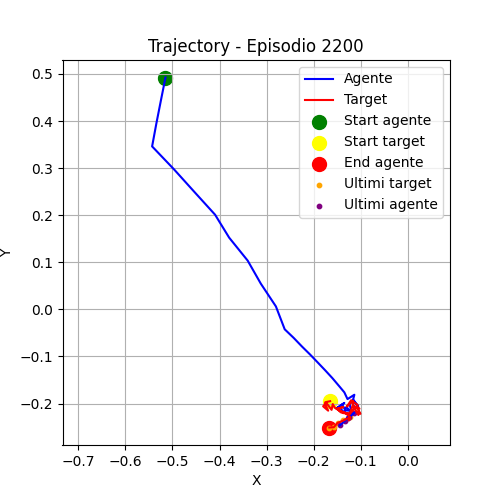 Trajectory - Episodio 2200
0.5
0.4
0.3
0.2
0.1
0.0
−0.1
−0.2
Y
Agente
Target
Start agente
Start target
End agente
Ultimi target
Ultimi agente
−0.7 −0.6 −0.5 −0.4 −0.3 −0.2 −0.1 0.0
X